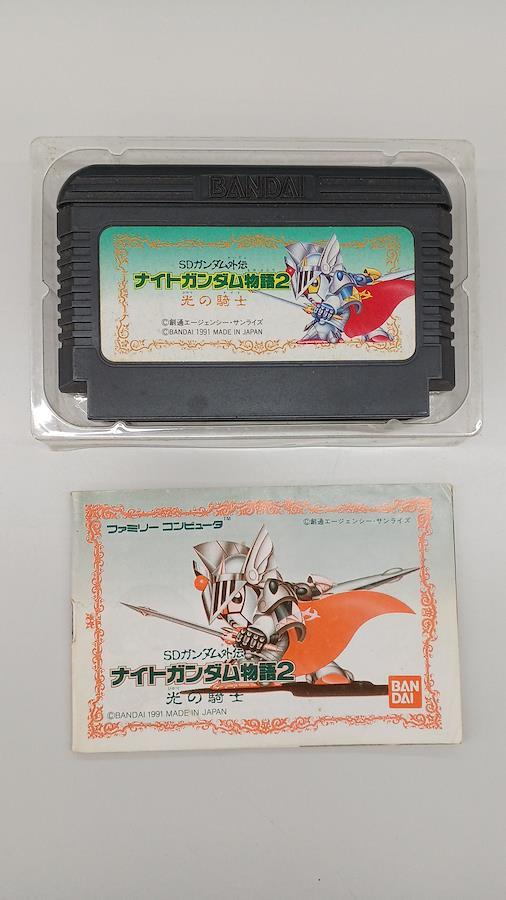 BANDAI
SDガンダム外伝
ナイトガンダム物語2
光の騎士
©創通エージェンシー・サンライズ
©BANDAI 1991 MADE IN JAPAN
ファミリー コンピュータ™
©創通エージェンシー・サンライズ
SDガンダム外伝
ナイトガンダム物語2
光の騎士
©BANDAI 1991 MADE IN JAPAN
BAN
DAI